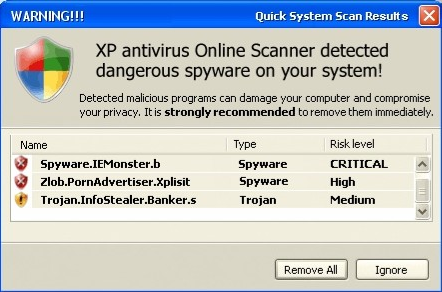 WARNING!!! Quick System Scan Results
XP antivirus Online Scanner detected
dangerous spyware on your system!
Detected malicious programs can damage your computer and compromise
your privacy. It is strongly recommended to remove them immediately.
Name Type Risk level
Spyware.IEMonster.b Spyware CRITICAL
Zlob.PornAdvertiser.Xplisit Spyware High
Trojan.InfoStealer.Banker.s Trojan Medium
Remove All Ignore